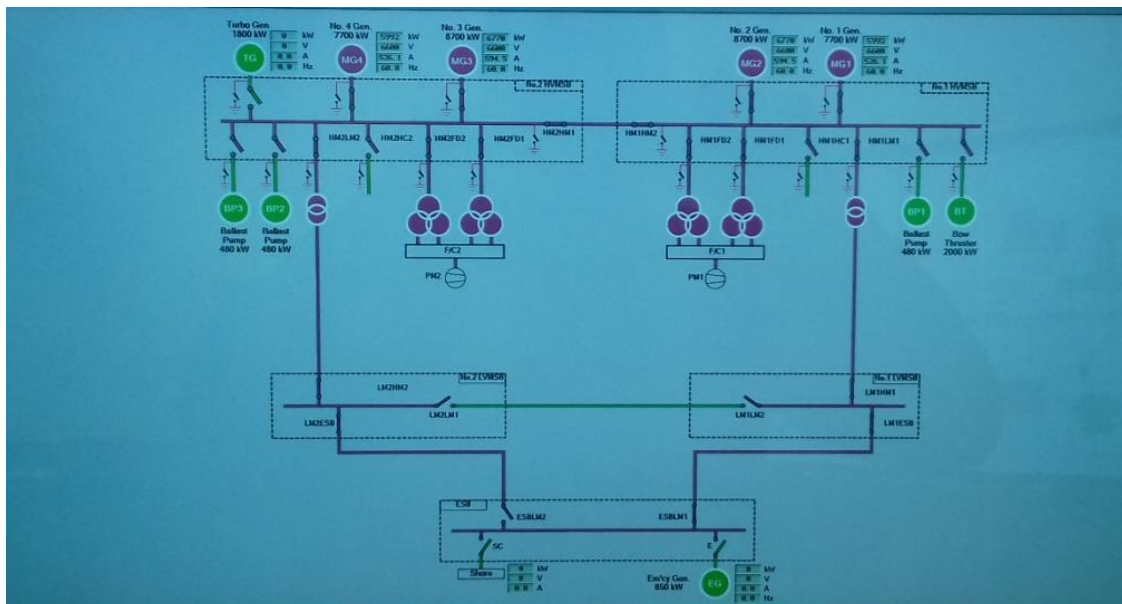 Turbo Gen.
1800 kW
0 kW
0 V
0.0 A
0.0 Hz
TG
No. 4 Gen.
7700 kW
5992 kW
6600 V
526.1 A
60.0 Hz
MG4
No. 3 Gen.
8700 kW
6770 kW
6600 V
594.5 A
60.0 Hz
MG3
No. 2 Gen.
8700 kW
6770 kW
6600 V
594.5 A
60.0 Hz
MG2
No. 1 Gen.
7700 kW
5992 kW
6600 V
526.1 A
60.0 Hz
MG1
No.2 HVMSB
No.1 HVMSB
HM2LM2
HM2HC2
HM2FD2
HM2FD1
HM2HM1
HM1HM2
HM1FD2
HM1FD1
HM1HC1
HM1LM1
BP3
BP2
BP1
BT
Ballast
Pump
480 kW
Ballast
Pump
480 kW
F/C2
PM2
F/C1
PM1
Ballast
Pump
480 kW
Bow
Thruster
2000 kW
No.2 LVMSB
LM2HM2
LM2LM1
LM2ESB
No.1 LVMSB
LM1HM1
LM1LM2
LM1ESB
ESB
ESBLM2
ESBLM1
SC
E
Shore
0 kW
0 V
0.0 A
Em'cy Gen.
850 kW
EG
0 kW
0 V
0.0 A
0.0 Hz